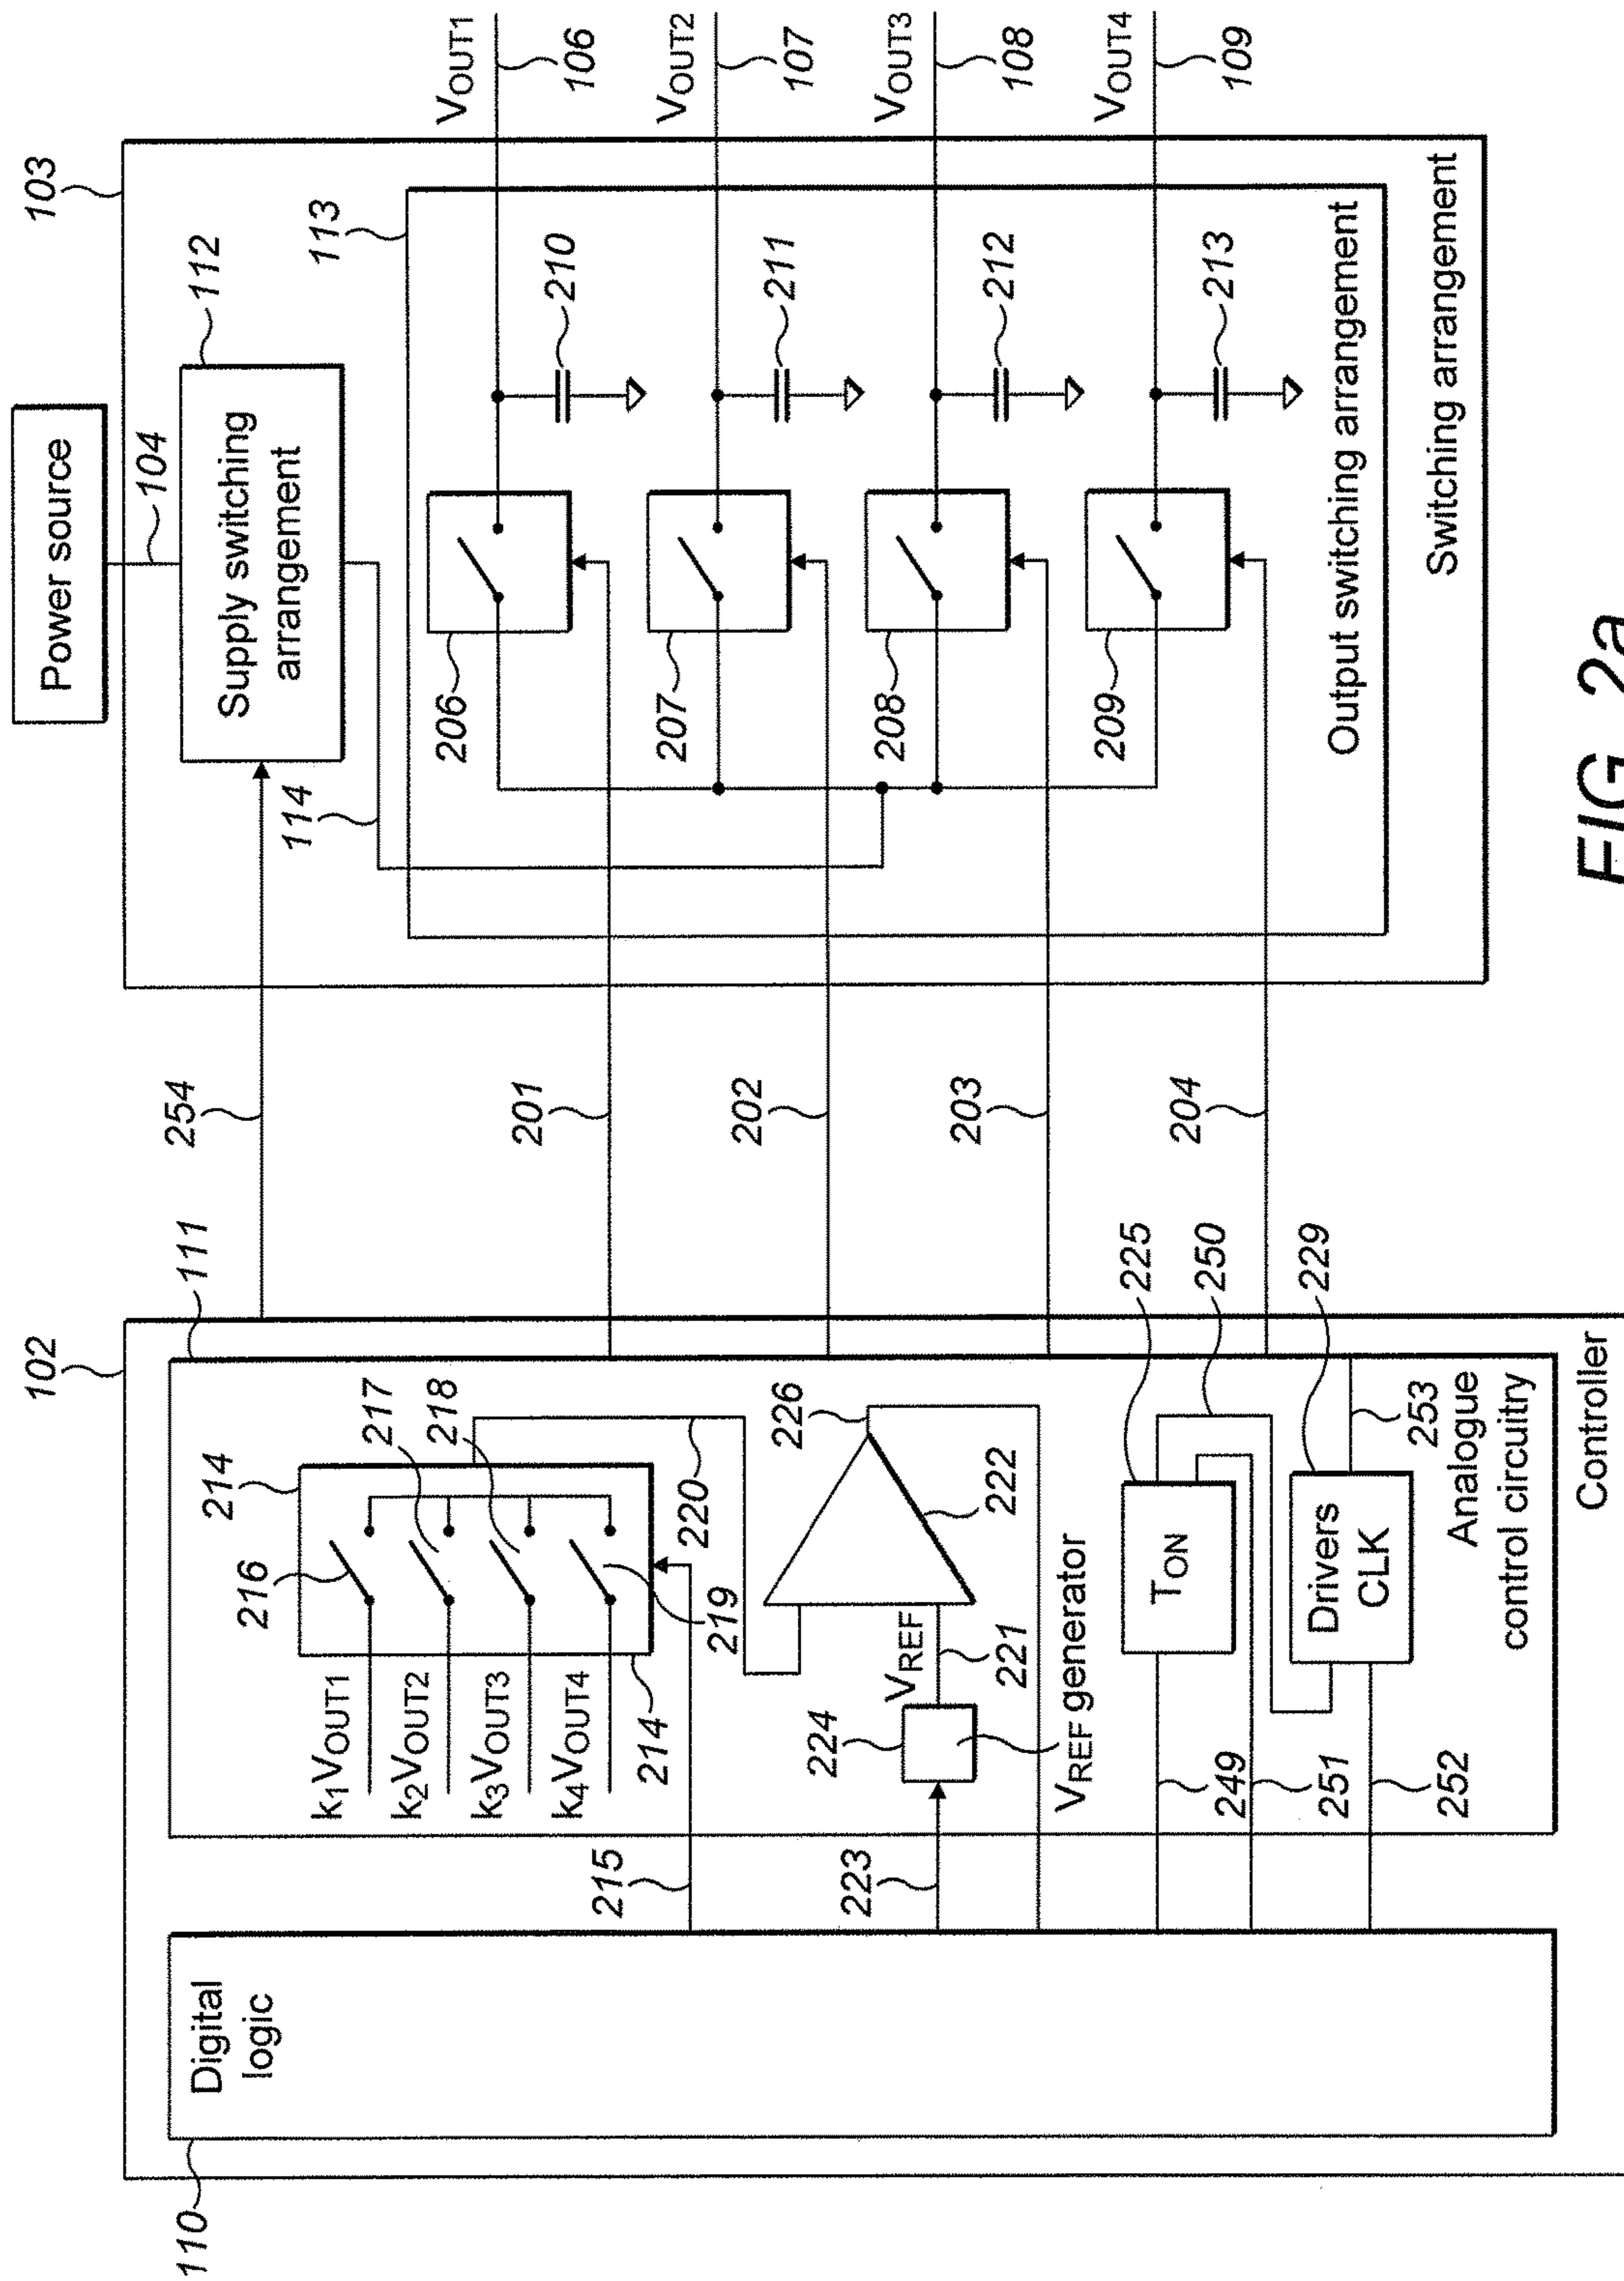 Power source
104
103
Supply switching
arrangement
112
114
113
206
210
VOUT1
106
207
211
VOUT2
107
208
212
VOUT3
108
209
213
VOUT4
109
Output switching arrangement
Switching arrangement
254
201
202
203
204
102
111
110
Digital
logic
215
223
k1VOUT1
k2VOUT2
k3VOUT3
k4VOUT4
214
216
214
217
218
219
220
224
VREF
221
222
226
VREF generator
TON
225
250
249
251
252
Drivers
CLK
229
253
Analogue
control circuitry
Controller
FIG. 2a